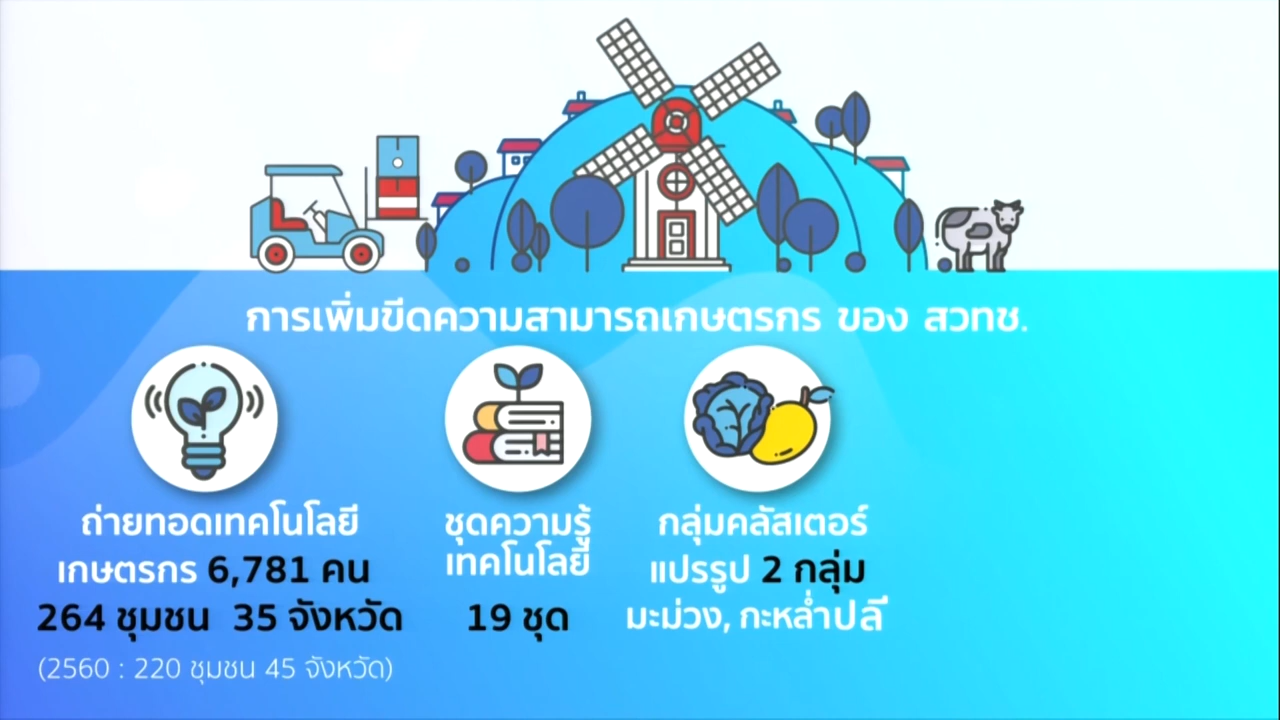 การเพิ่มขีดความสามารถเกษตรกร ของ สวทช.
ถ่ายทอดเทคโนโลยี
เกษตรกร 6,781 คน
264 ชุมชน 35 จังหวัด
(2560 : 220 ชุมชน 45 จังหวัด)
ชุดความรู้
เทคโนโลยี
19 ชุด
กลุ่มคลัสเตอร์
แปรรูป 2 กลุ่ม
มะม่วง, กะหล่ำปลี